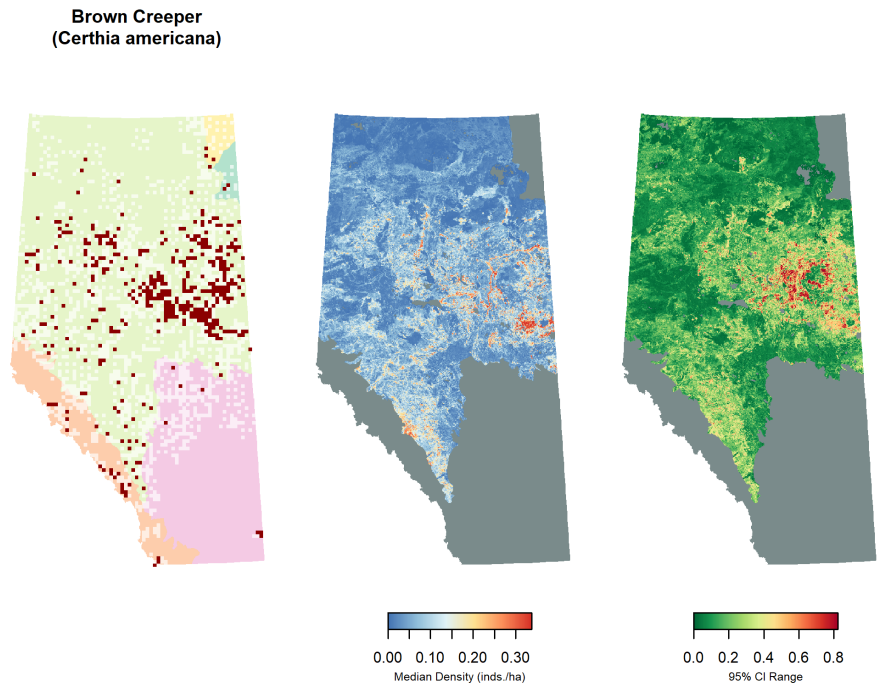 Brown Creeper
(Certhia americana)
0.00 0.10 0.20 0.30
Median Density (inds./ha)
0.0 0.2 0.4 0.6 0.8
95% CI Range